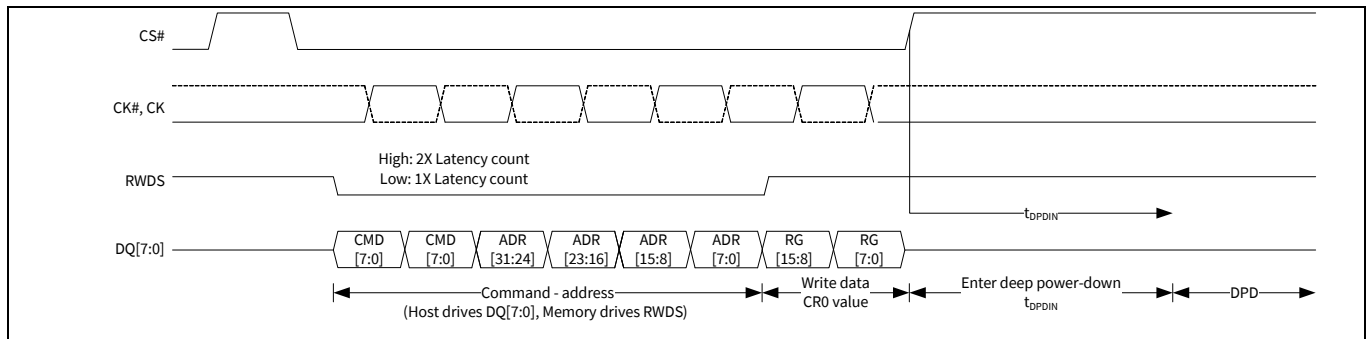 CS#
CK#, CK
High: 2X Latency count
Low: 1X Latency count
RWDS
tDPDIN
DQ[7:0]
CMD [7:0]
CMD [7:0]
ADR [31:24]
ADR [23:16]
ADR [15:8]
ADR [7:0]
RG [15:8]
RG [7:0]
Command - address
(Host drives DQ[7:0], Memory drives RWDS)
Write data
CR0 value
Enter deep power-down
tDPDIN
DPD